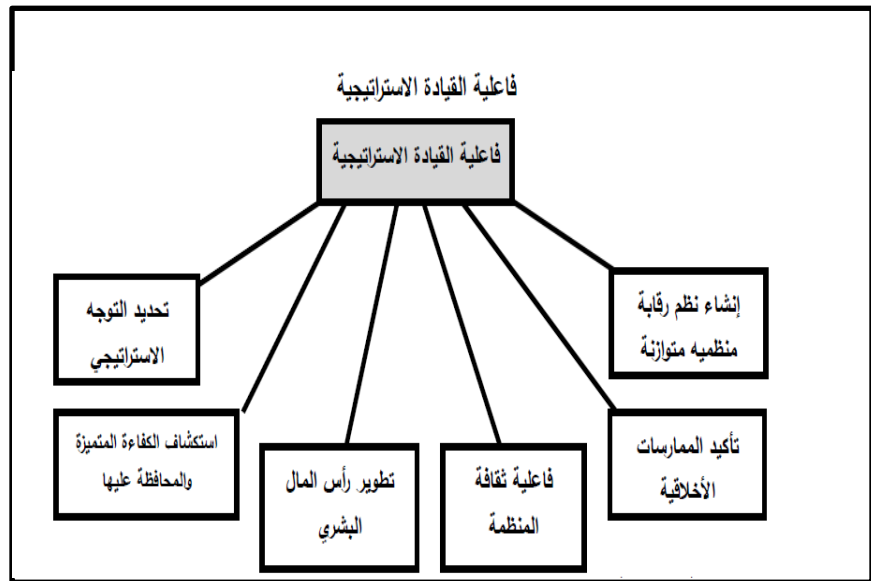 فاعلية القيادة الاستراتيجية
فاعلية القيادة الاستراتيجية
إنشاء نظم رقابة
منظميه متوازنة
تحديد التوجه
الاستراتيجي
تأكيد الممارسات
الأخلاقية
استكشاف الكفاءة المتميزة
والمحافظة عليها
فاعلية ثقافة
المنظمة
تطوير رأس المال
البشري